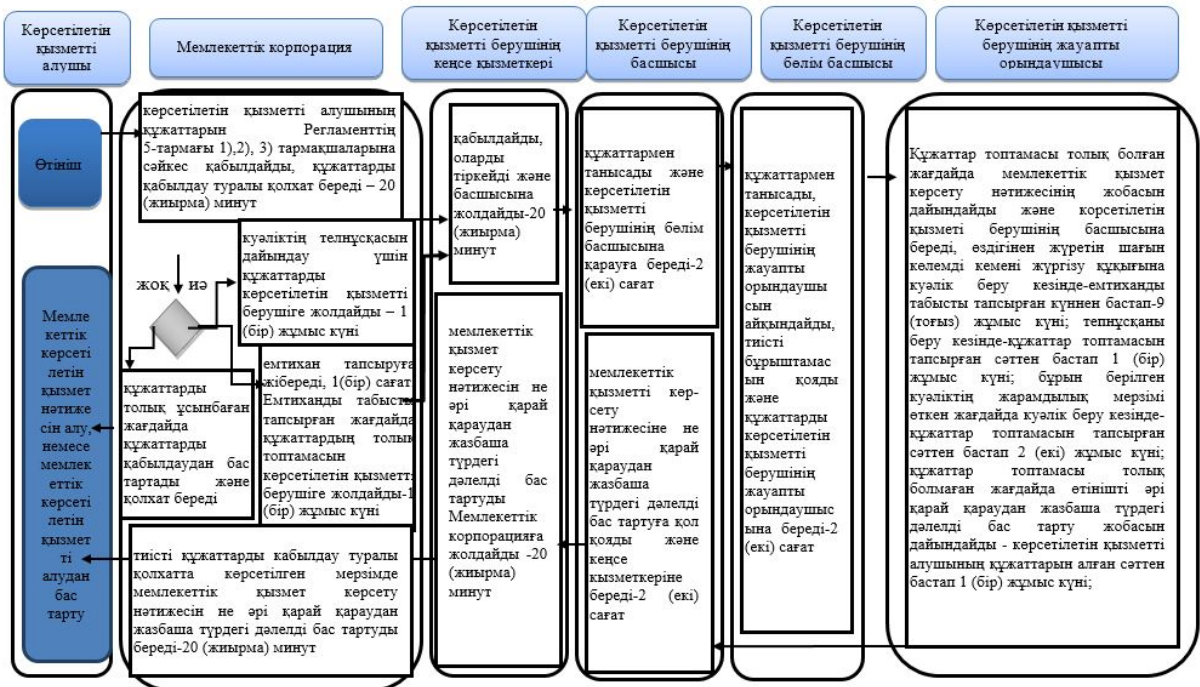 Көрсетілетін
қызметті
алушы
Мемлекеттік корпорация
Көрсетілетін
қызметті берушінің
кеңсе қызметкері
Көрсетілетін
қызметті берушінің
басшысы
Көрсетілетін
қызметті берушінің
бөлім басшысы
Көрсетілетін қызметті
берушінің жауапты
орындаушысы
Өтініш
Мемле
кеттік
көрсеті
летін
қызмет
нәтиже
сін алу,
немесе
мемлек
еттік
көрсеті
летін
қызмет
ті
алудан
бас
тарту
көрсетілетін қызметті алушының
құжаттарын Регламенттің
5-тармағы 1),2), 3) тармақшаларына
сәйкес қабылдайды, құжаттарды
қабылдау туралы қолхат береді – 20
(жиырма) минут
жоқ иә
куәліктің телнұсқасын
дайындау үшін
құжаттарды
көрсетілетін қызметті
берушіге жолдайды – 1
(бір) жұмыс күні
құжаттарды
толық ұсынбаған
жағдайда
құжаттарды
қабылдаудан бас
тартады және
қолхат береді
емтихан тапсыруға
жібереді, 1(бір) сағат
Емтиханды табысты
тапсырған жағдайда
құжаттардың толық
топтамасын
көрсетілетін қызметті
берушіге жолдайды-1
(бір) жұмыс күні
тиісті құжаттарды кабылдау туралы
қолхатта көрсетілген мерзімде
мемлекеттік қызмет көрсету
нәтижесін не әрі қарай қараудан
жазбаша түрдегі дәлелді бас тартуды
береді-20 (жиырма) минут
қабылдайды,
оларды
тіркейді және
басшысына
жолдайды-20
(жиырма)
минут
мемлекеттік
қызмет
көрсету
нәтижесін не
әрі қарай
қараудан
жазбаша
түрдегі
дәлелді бас
тартуды
Мемлекеттік
корпорацияға
жолдайды -20
(жиырма)
минут
құжаттармен
танысады және
көрсетілетін
қызметті
берушінің бөлім
басшысына
қарауға береді-2
(екі) сағат
мемлекеттік
қызметті көр-
сету
нәтижесіне не
әрі қарай
қараудан
жазбаша
түрдегі дәлелді
бас тартуға қол
қояды және
кеңсе
кызметкеріне
береді-2 (екі)
сағат
құжаттармен
танысады,
көрсетілетін
қызметті
берушінің
жауапты
орындаушы
сын
айқындайды,
тиісті
бұрыштамас
ын қояды
және
құжаттарды
көрсетілетін
қызметті
берушінің
жауапты
орындаушыс
ына береді-2
(екі) сағат
Құжаттар топтамасы толық болған
жағдайда мемлекеттік қызмет
көрсету нәтижесінің жобасын
дайындайды және корсетілетін
қызметі берушінің басшысына
береді, өздігінен жүретін шағын
көлемді кемені жүргізу құқығына
куәлік беру кезінде-емтиханды
табысты тапсырған күннен бастап-9
(тоғыз) жұмыс күні; тепнұсқаны
беру кезінде-құжаттар топтамасын
тапсырған сәттен бастап 1 (бір)
жұмыс күні; бұрын берілген
куәліктің жарамдылық мерзімі
өткен жағдайда куәлік беру кезінде-
құжаттар топтамасын тапсырған
сәттен бастап 2 (екі) жұмыс күні;
құжаттар топтамасы толық
болмаған жағдайда өтінішті әрі
қарай қараудан жазбаша түрдегі
дәлелді бас тарту жобасын
дайындайды - көрсетілетін қызметті
алушының құжаттарын алған сәттен
бастап 1 (бір) жұмыс күні;